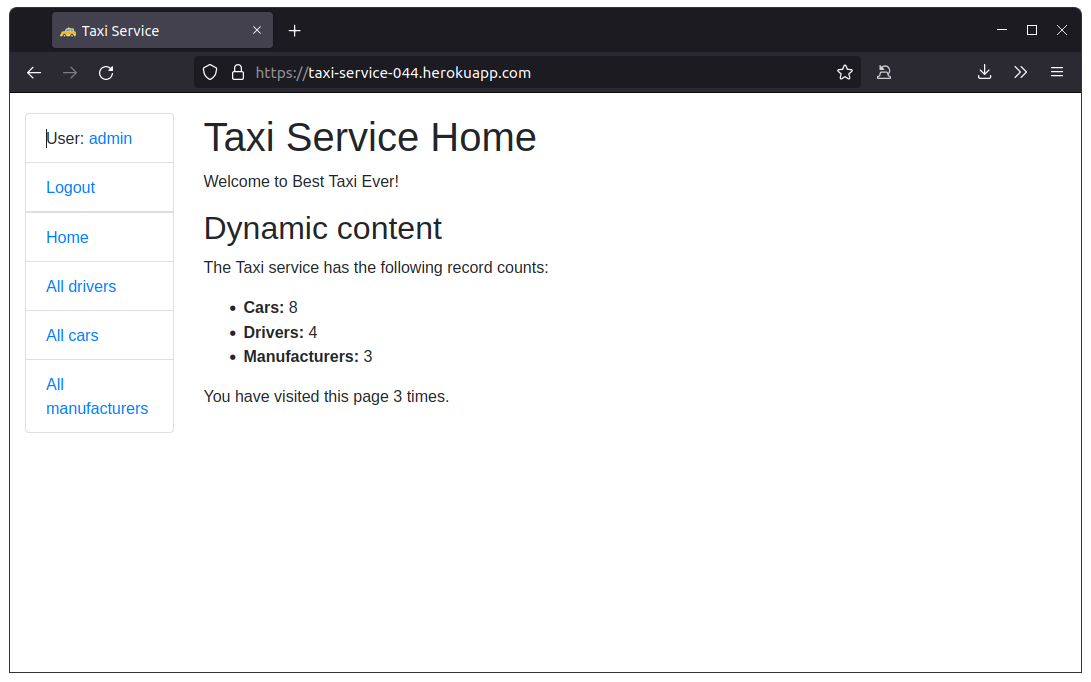 Taxi Service
https://taxi-service-044.herokuapp.com
User: admin
Logout
Home
All drivers
All cars
All
manufacturers
Taxi Service Home
Welcome to Best Taxi Ever!
Dynamic content
The Taxi service has the following record counts:
Cars: 8
Drivers: 4
Manufacturers: 3
You have visited this page 3 times.